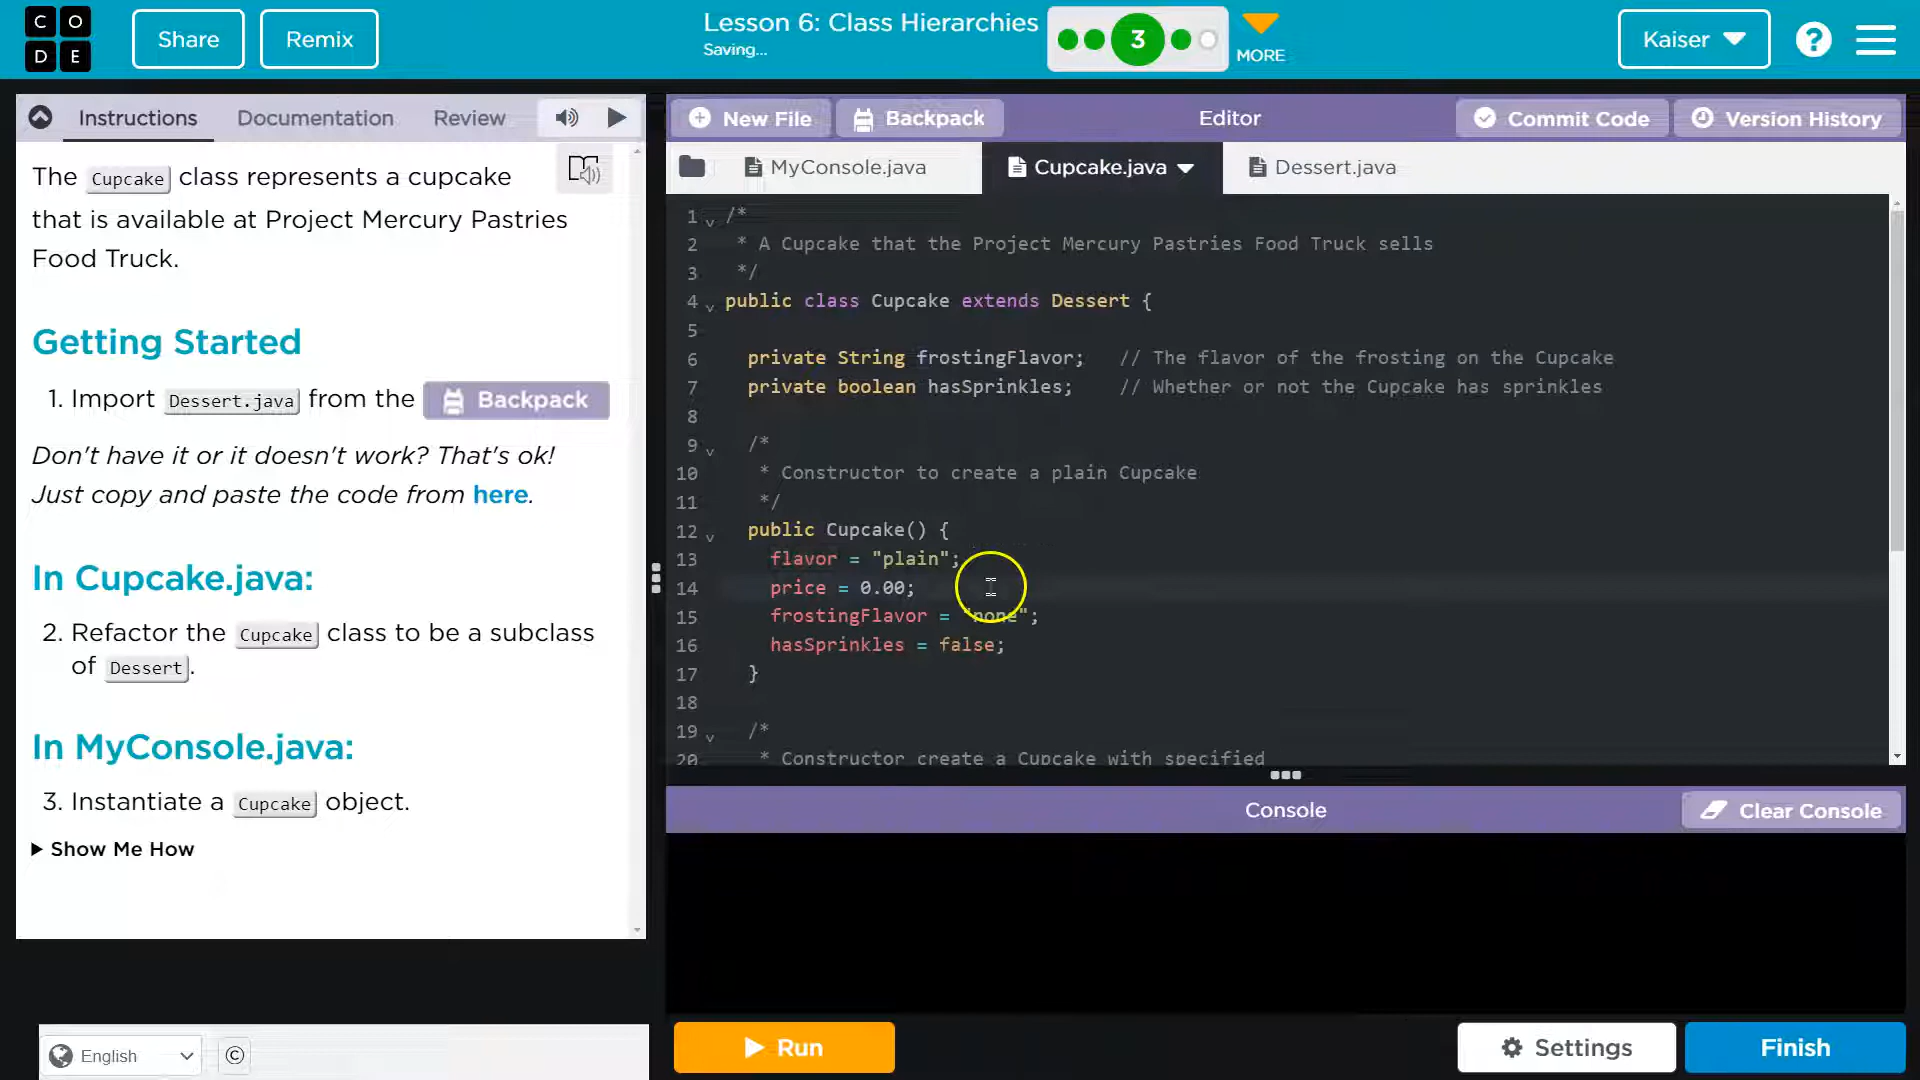 CODE
Share
Remix
Lesson 6: Class Hierarchies
Saving...
3
MORE
Kaiser
?
Instructions
Documentation
Review
The Cupcake class represents a cupcake
that is available at Project Mercury Pastries
Food Truck.
Getting Started
1. Import Dessert.java from the Backpack
Don't have it or it doesn't work? That's ok!
Just copy and paste the code from here.
In Cupcake.java:
2. Refactor the Cupcake class to be a subclass
of Dessert.
In MyConsole.java:
3. Instantiate a Cupcake object.
Show Me How
English
©
New File
Backpack
Editor
Commit Code
Version History
MyConsole.java
Cupcake.java
Dessert.java
1 /*
2 * A Cupcake that the Project Mercury Pastries Food Truck sells
3 */
4 public class Cupcake extends Dessert {
5
6 private String frostingFlavor; // The flavor of the frosting on the Cupcake
7 private boolean hasSprinkles; // Whether or not the Cupcake has sprinkles
8
9 /*
10 * Constructor to create a plain Cupcake
11 */
12 public Cupcake() {
13 flavor = "plain";
14 price = 0.00;
15 frostingFlavor = "none";
16 hasSprinkles = false;
17 }
18
19 /*
20 * Constructor create a Cupcake with specified
Console
Clear Console
Run
Settings
Finish